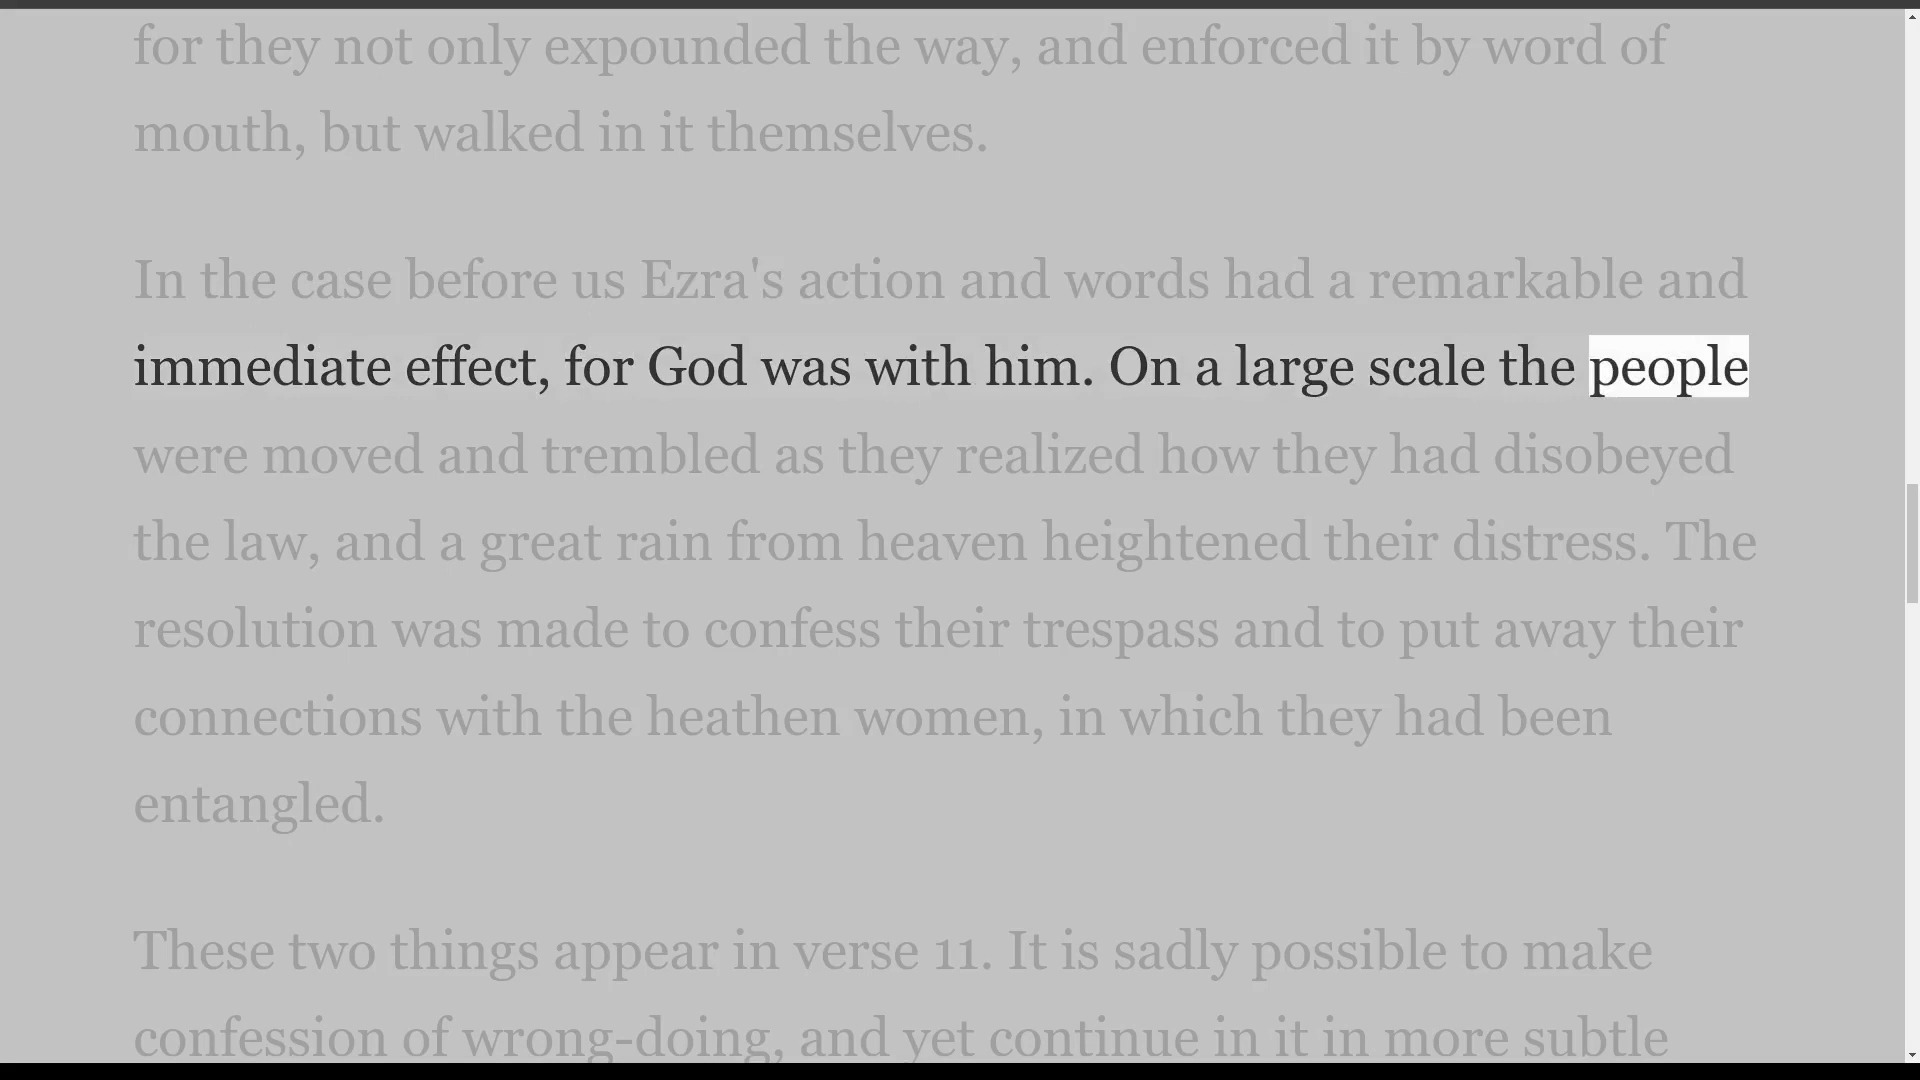 for they not only expounded the way, and enforced it by word of
mouth, but walked in it themselves.
In the case before us Ezra's action and words had a remarkable and
immediate effect, for God was with him. On a large scale the people
were moved and trembled as they realized how they had disobeyed
the law, and a great rain from heaven heightened their distress. The
resolution was made to confess their trespass and to put away their
connections with the heathen women, in which they had been
entangled.
These two things appear in verse 11. It is sadly possible to make
confession of wrong-doing, and yet continue in it in more subtle